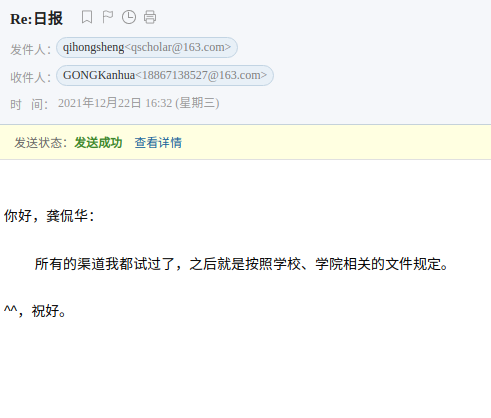 Re:日报
发件人：qihongsheng<qscholar@163.com>
收件人：GONGKanhua<18867138527@163.com>
时 间：2021年12月22日 16:32 (星期三)
发送状态：发送成功 查看详情
你好，龚侃华：
所有的渠道我都试过了，之后就是按照学校、学院相关的文件规定。
^^，祝好。